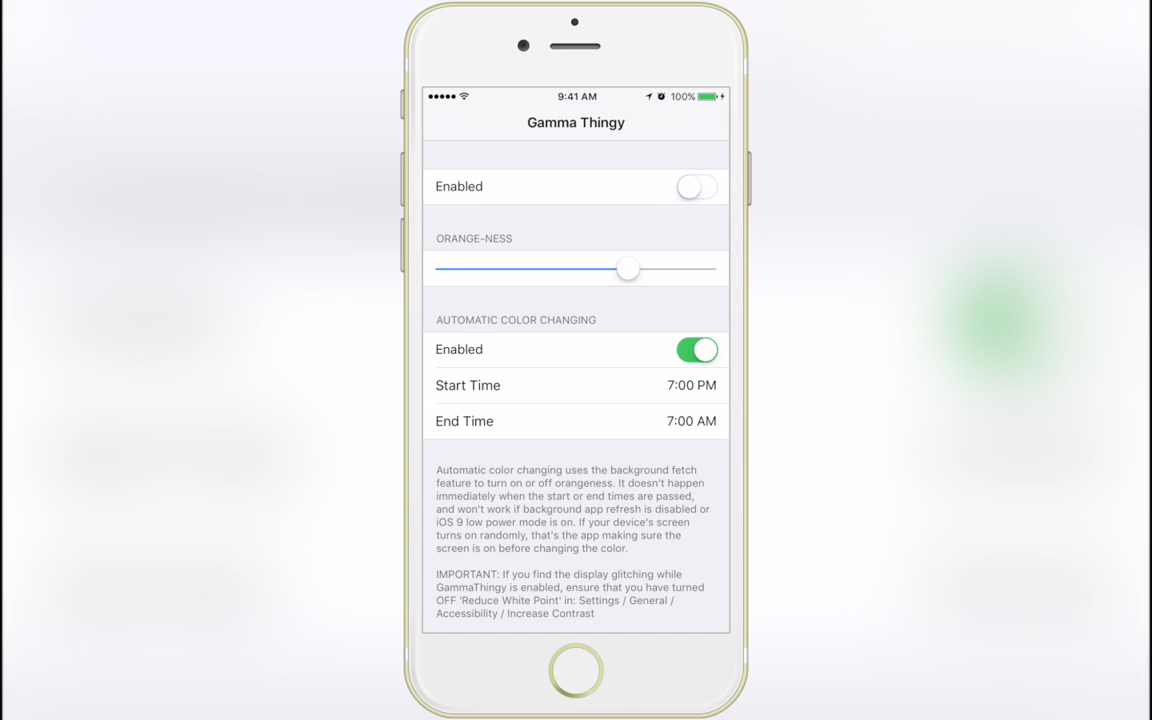 9:41 AM 100%
Gamma Thingy
Enabled
ORANGE-NESS
AUTOMATIC COLOR CHANGING
Enabled
Start Time 7:00 PM
End Time 7:00 AM
Automatic color changing uses the background fetch
feature to turn on or off orangeness. It doesn't happen
immediately when the start or end times are passed,
and won't work if background app refresh is disabled or
iOS 9 low power mode is on. If your device's screen
turns on randomly, that's the app making sure the
screen is on before changing the color.
IMPORTANT: If you find the display glitching while
GammaThingy is enabled, ensure that you have turned
OFF 'Reduce White Point' in: Settings / General /
Accessibility / Increase Contrast